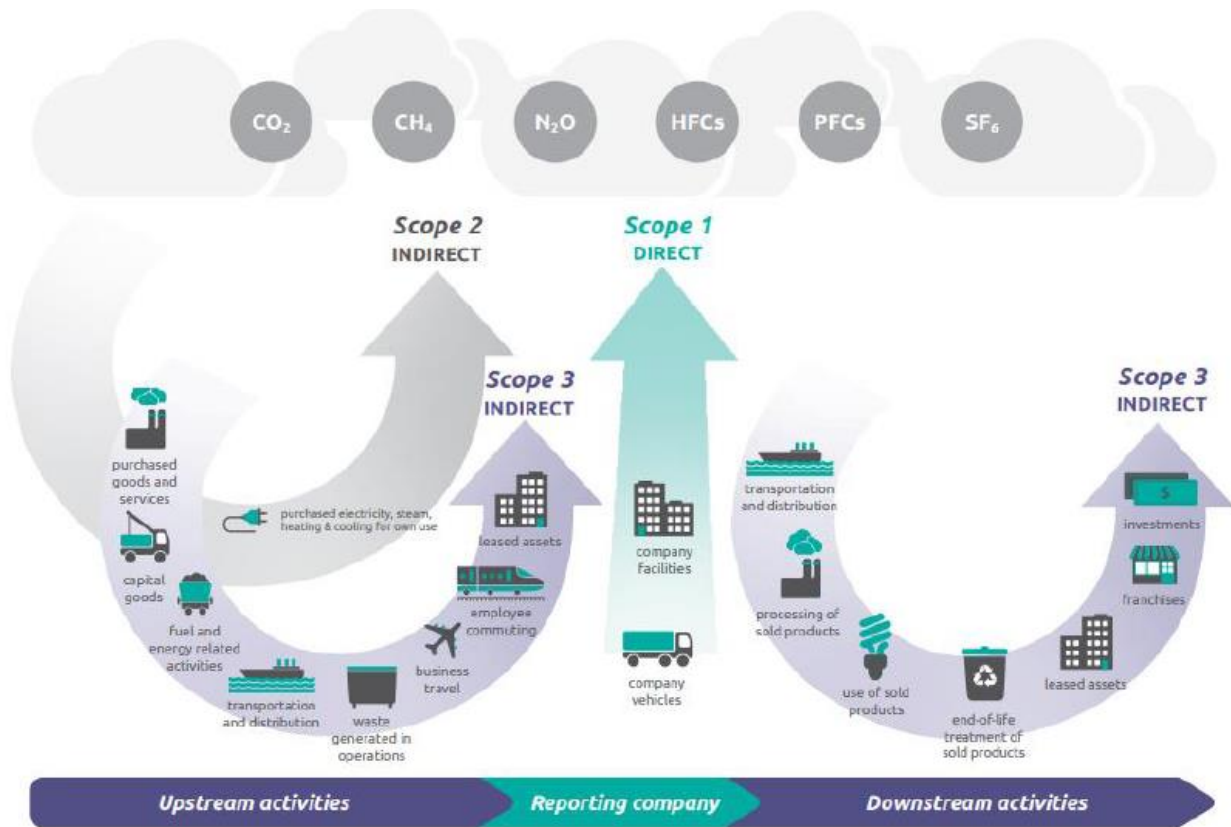 CO₂
CH₄
N₂O
HFCs
PFCs
SF₆
Scope 2
INDIRECT
Scope 1
DIRECT
Scope 3
INDIRECT
Scope 3
INDIRECT
purchased
goods and
services
capital
goods
fuel and
energy related
activities
transportation
and distribution
waste
generated in
operations
business
travel
employee
commuting
leased assets
purchased electricity, steam,
heating & cooling for own use
company
facilities
company
vehicles
transportation
and distribution
processing of
sold products
use of sold
products
end-of-life
treatment of
sold products
leased assets
franchises
investments
$
Upstream activities
Reporting company
Downstream activities